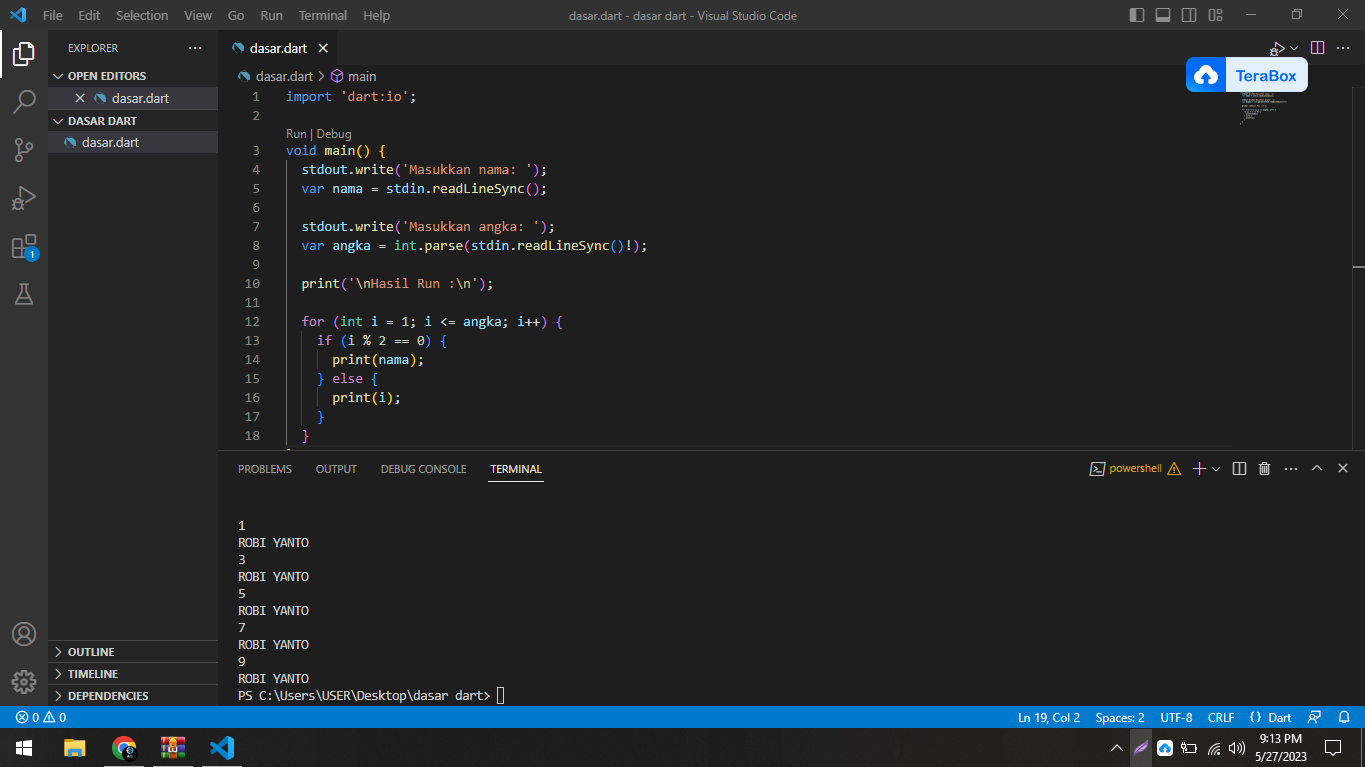 File Edit Selection View Go Run Terminal Help
dasar.dart - dasar dart - Visual Studio Code
EXPLORER
OPEN EDITORS
dasar.dart
DASAR DART
dasar.dart
OUTLINE
TIMELINE
DEPENDENCIES
1
dasar.dart
dasar.dart > main
TeraBox
1 import 'dart:io';
2
Run | Debug
3 void main() {
4 stdout.write('Masukkan nama: ');
5 var nama = stdin.readLineSync();
6
7 stdout.write('Masukkan angka: ');
8 var angka = int.parse(stdin.readLineSync()!);
9
10 print('\nHasil Run :\n');
11
12 for (int i = 1; i <= angka; i++) {
13 if (i % 2 == 0) {
14 print(nama);
15 } else {
16 print(i);
17 }
18 }
PROBLEMS OUTPUT DEBUG CONSOLE TERMINAL
powershell
1
ROBI YANTO
3
ROBI YANTO
5
ROBI YANTO
7
ROBI YANTO
9
ROBI YANTO
PS C:\Users\USER\Desktop\dasar dart>
0 0 Ln 19, Col 2 Spaces: 2 UTF-8 CRLF { } Dart
9:13 PM
5/27/2023